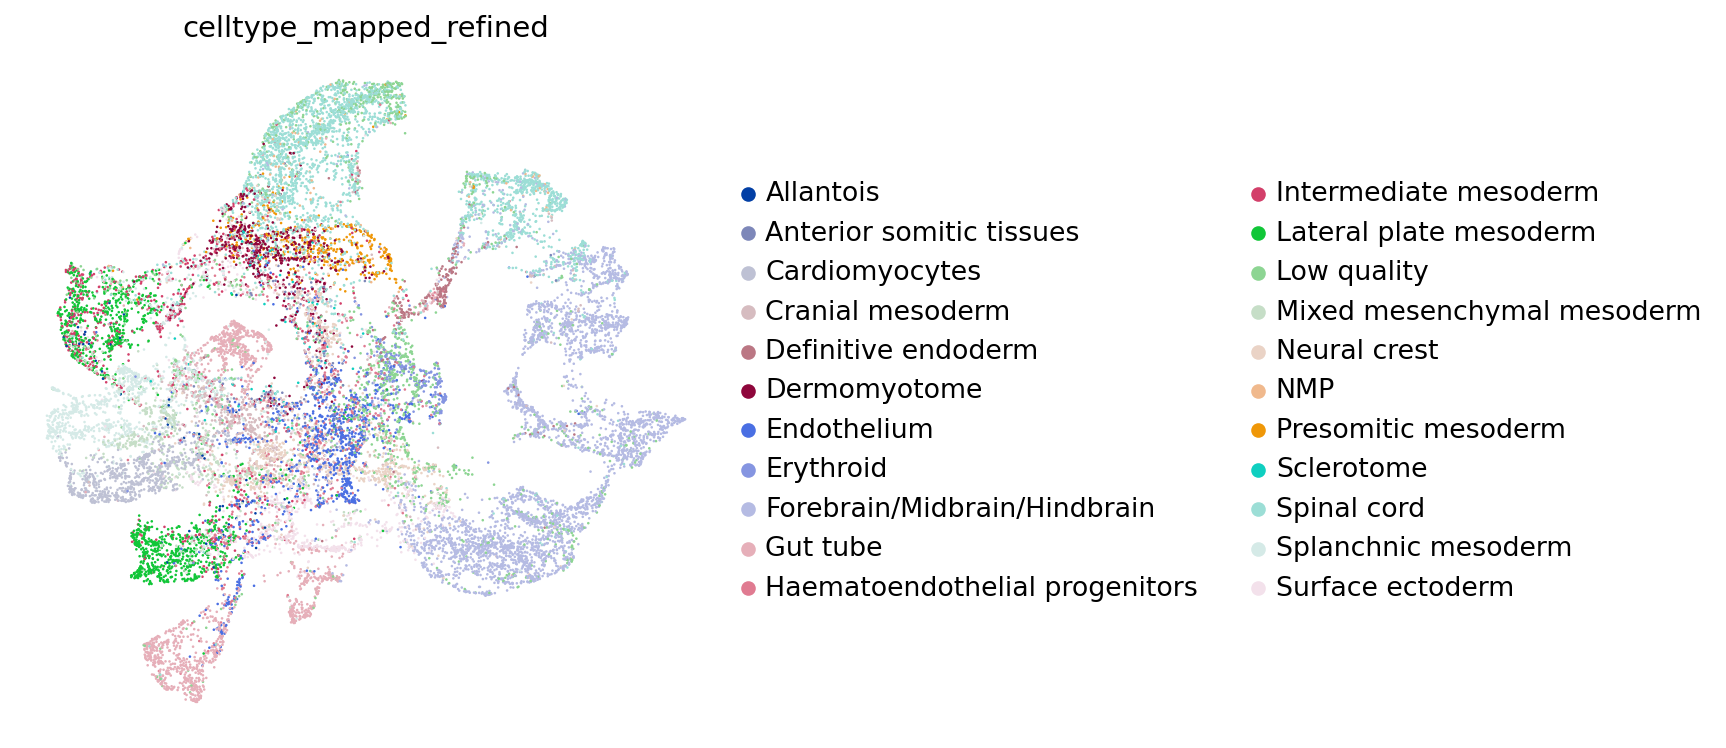 celltype_mapped_refined
Allantois
Anterior somitic tissues
Cardiomyocytes
Cranial mesoderm
Definitive endoderm
Dermomyotome
Endothelium
Erythroid
Forebrain/Midbrain/Hindbrain
Gut tube
Haematoendothelial progenitors
Intermediate mesoderm
Lateral plate mesoderm
Low quality
Mixed mesenchymal mesoderm
Neural crest
NMP
Presomitic mesoderm
Sclerotome
Spinal cord
Splanchnic mesoderm
Surface ectoderm